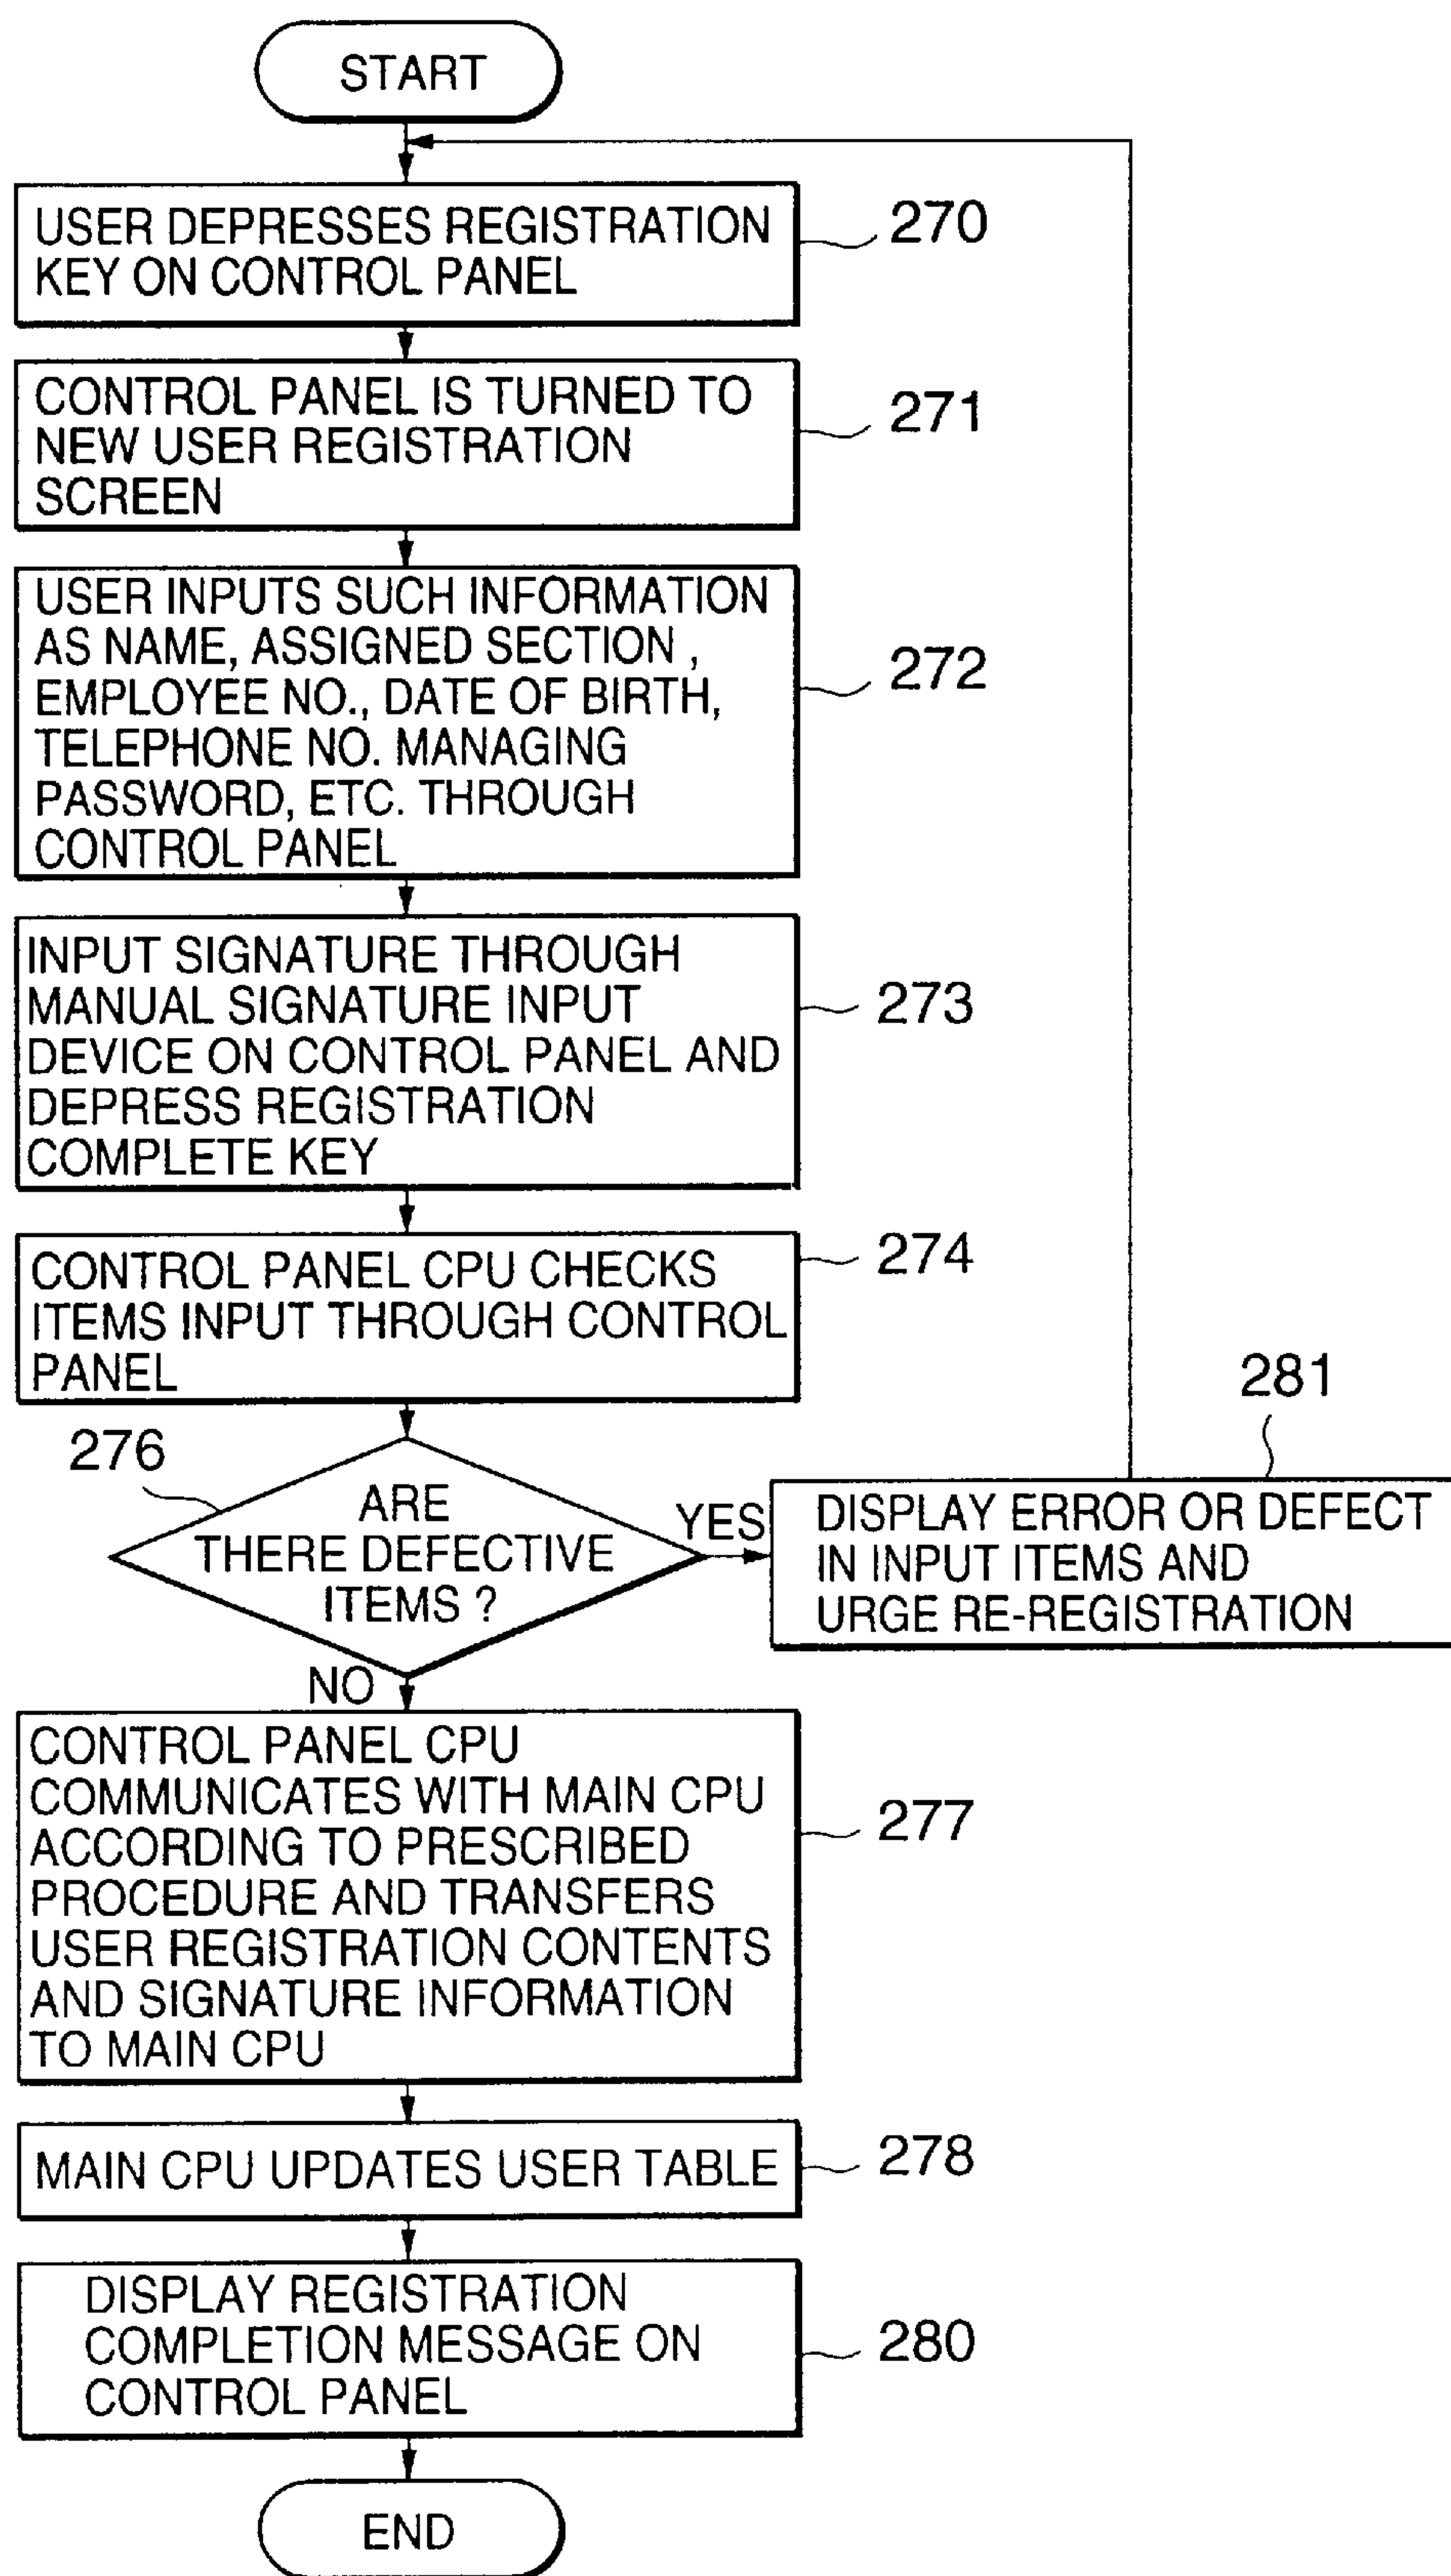 START
USER DEPRESSES REGISTRATION
KEY ON CONTROL PANEL
270
CONTROL PANEL IS TURNED TO
NEW USER REGISTRATION
SCREEN
271
USER INPUTS SUCH INFORMATION
AS NAME, ASSIGNED SECTION ,
EMPLOYEE NO., DATE OF BIRTH,
TELEPHONE NO. MANAGING
PASSWORD, ETC. THROUGH
CONTROL PANEL
272
INPUT SIGNATURE THROUGH
MANUAL SIGNATURE INPUT
DEVICE ON CONTROL PANEL AND
DEPRESS REGISTRATION
COMPLETE KEY
273
CONTROL PANEL CPU CHECKS
ITEMS INPUT THROUGH CONTROL
PANEL
274
276
ARE
THERE DEFECTIVE
ITEMS ?
YES
281
DISPLAY ERROR OR DEFECT
IN INPUT ITEMS AND
URGE RE-REGISTRATION
NO
CONTROL PANEL CPU
COMMUNICATES WITH MAIN CPU
ACCORDING TO PRESCRIBED
PROCEDURE AND TRANSFERS
USER REGISTRATION CONTENTS
AND SIGNATURE INFORMATION
TO MAIN CPU
277
MAIN CPU UPDATES USER TABLE
278
DISPLAY REGISTRATION
COMPLETION MESSAGE ON
CONTROL PANEL
280
END